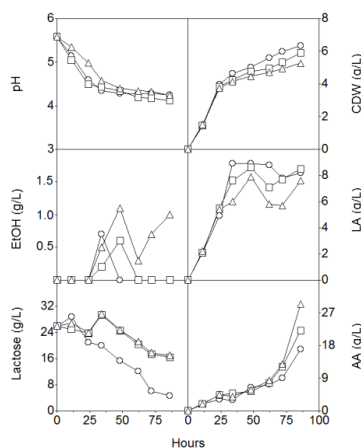 6 8
5 6
pH 4 4 CDW (g/L)
2
3 0
EtOH (g/L) 1.5 8 LA (g/L)
1.0 6
4
0.5 2
0
Lactose (g/L) 32 27 AA (g/L)
24
18
16
8 9
0 0
0 25 50 75 0 25 50 75 100
Hours